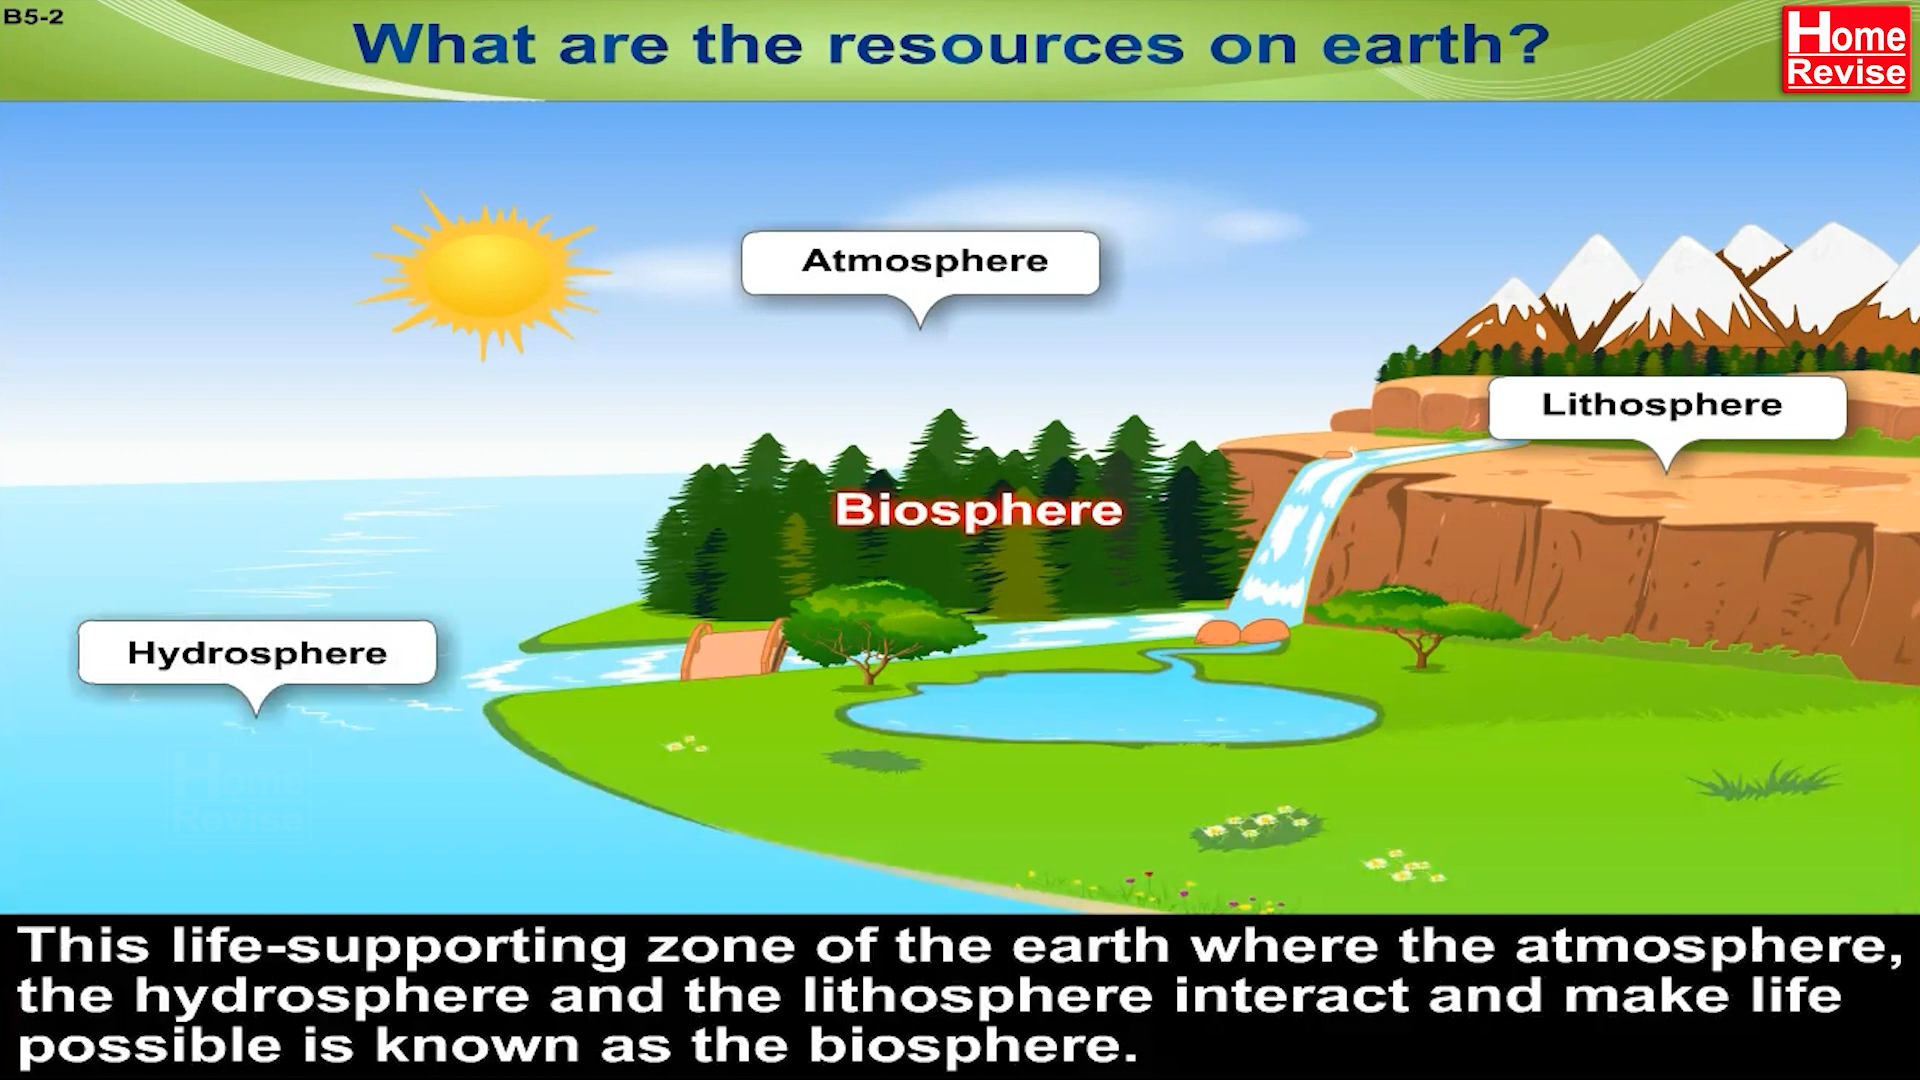 B5-2
What are the resources on earth?
Home
Revise
Atmosphere
Lithosphere
Biosphere
Hydrosphere
Home
Revise
This life-supporting zone of the earth where the atmosphere,
the hydrosphere and the lithosphere interact and make life
possible is known as the biosphere.